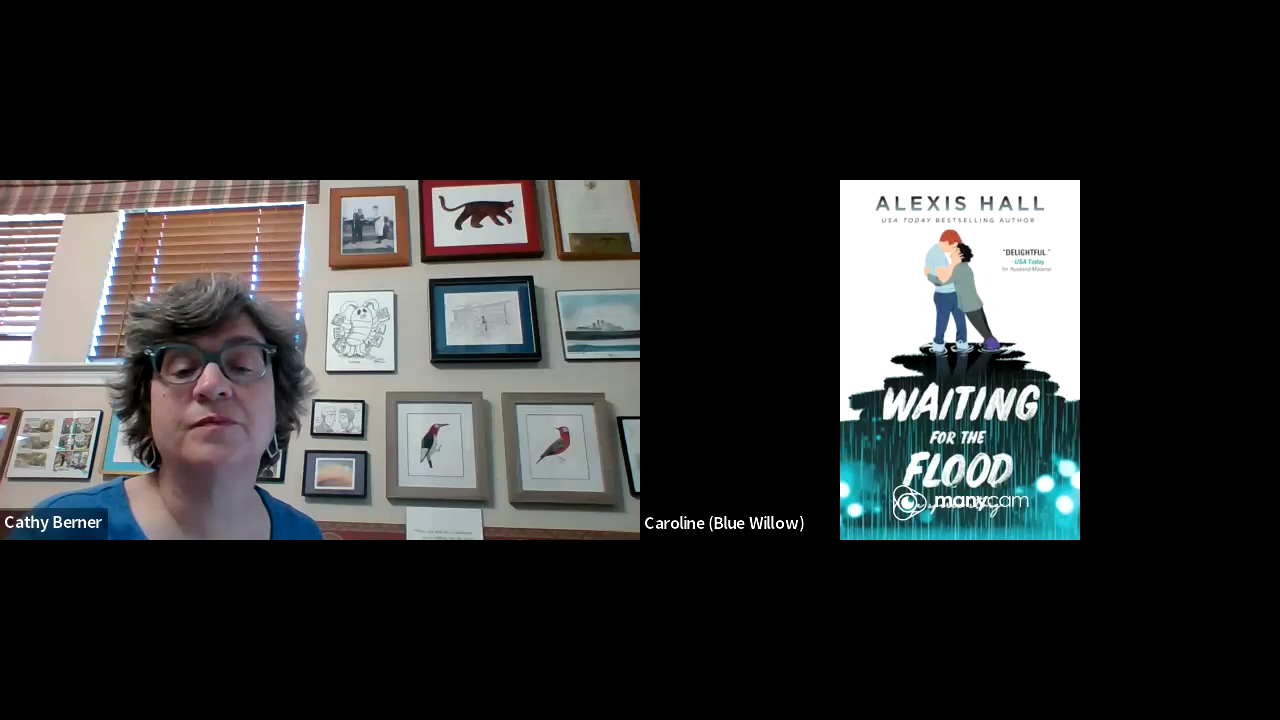 Cathy Berner
Caroline (Blue Willow)
ALEXIS HALL
USA TODAY BESTSELLING AUTHOR
"DELIGHTFUL."
—USA Today
for Husband Material
WAITING
FOR THE
FLOOD
manycam